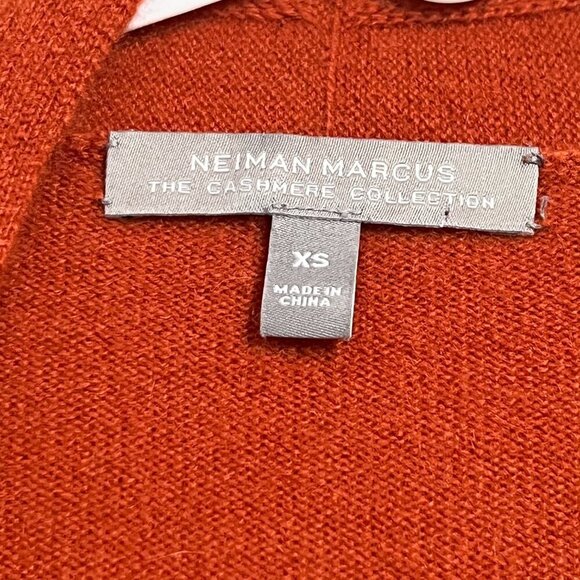 NEIMAN MARCUS
THE CASHMERE COLLECTION
XS
MADE IN
CHINA